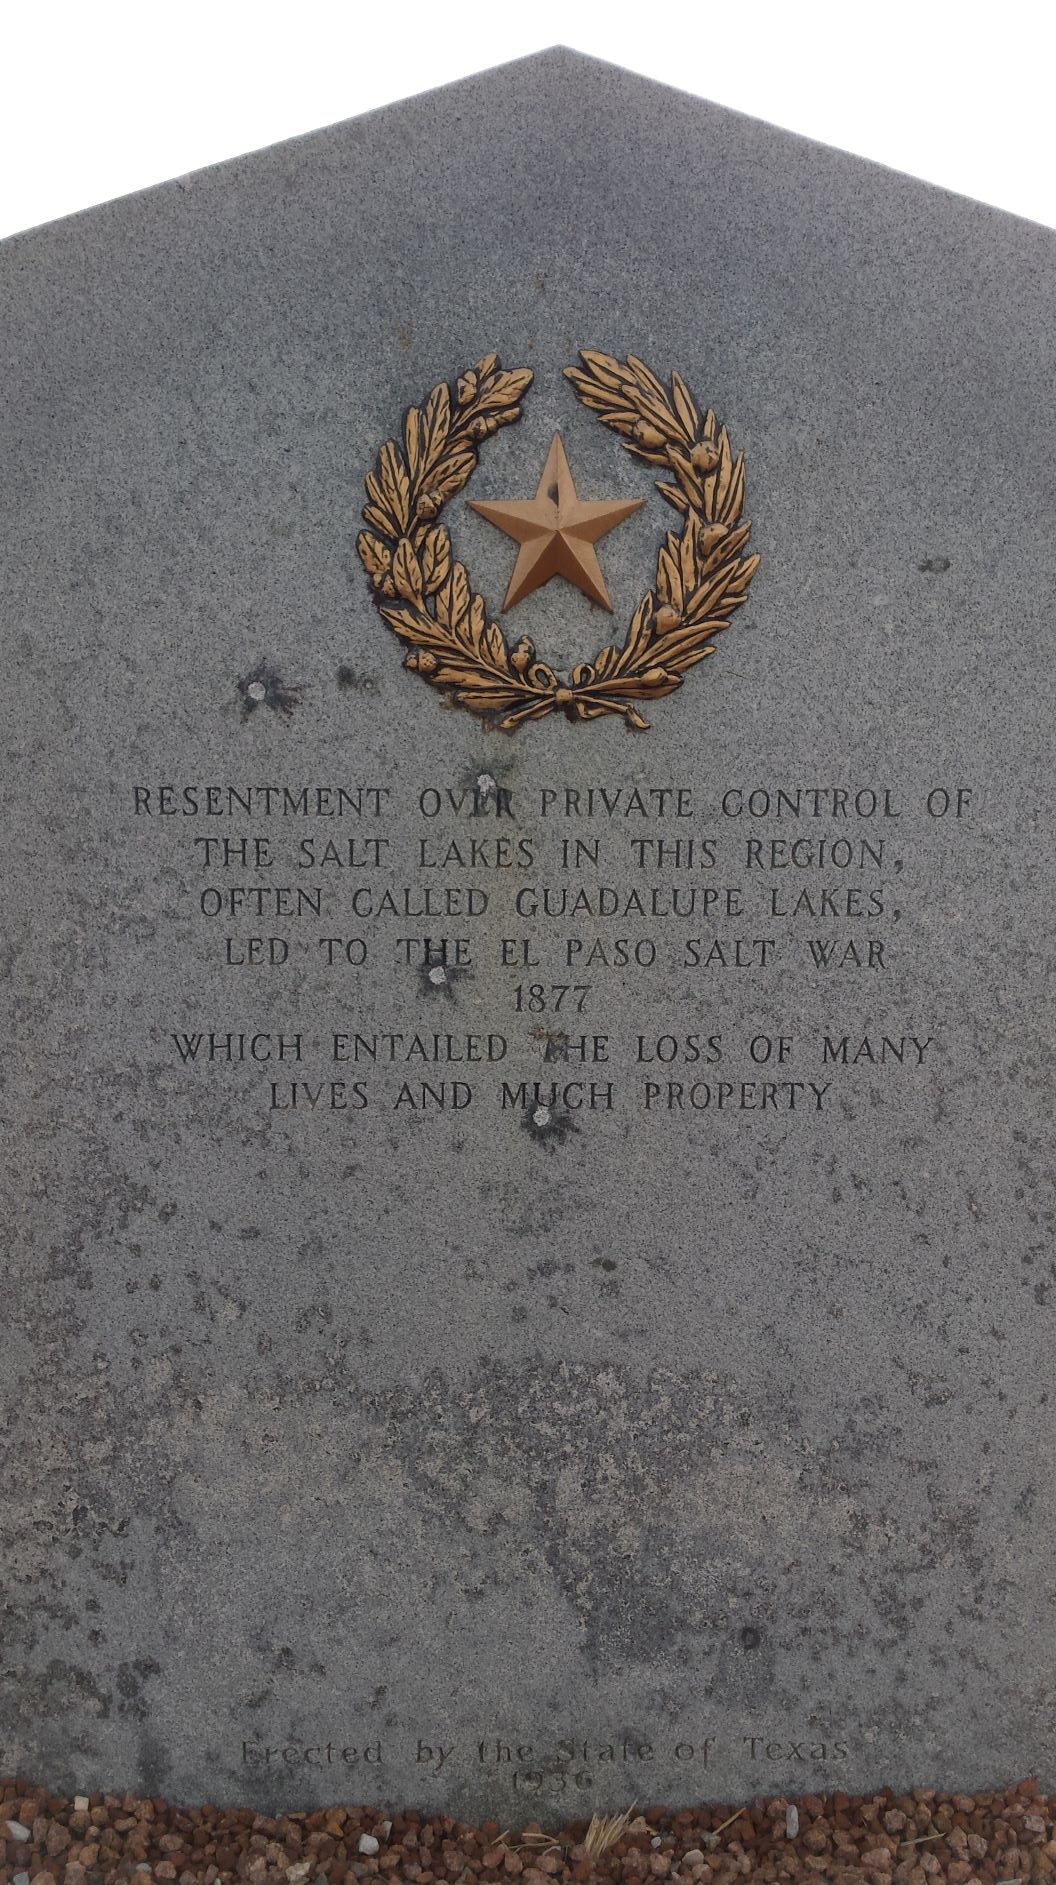 RESENTMENT OVER PRIVATE CONTROL OF
THE SALT LAKES IN THIS REGION,
OFTEN CALLED GUADALUPE LAKES,
LED TO THE EL PASO SALT WAR
1877
WHICH ENTAILED THE LOSS OF MANY
LIVES AND MUCH PROPERTY
Erected by the State of Texas
1936